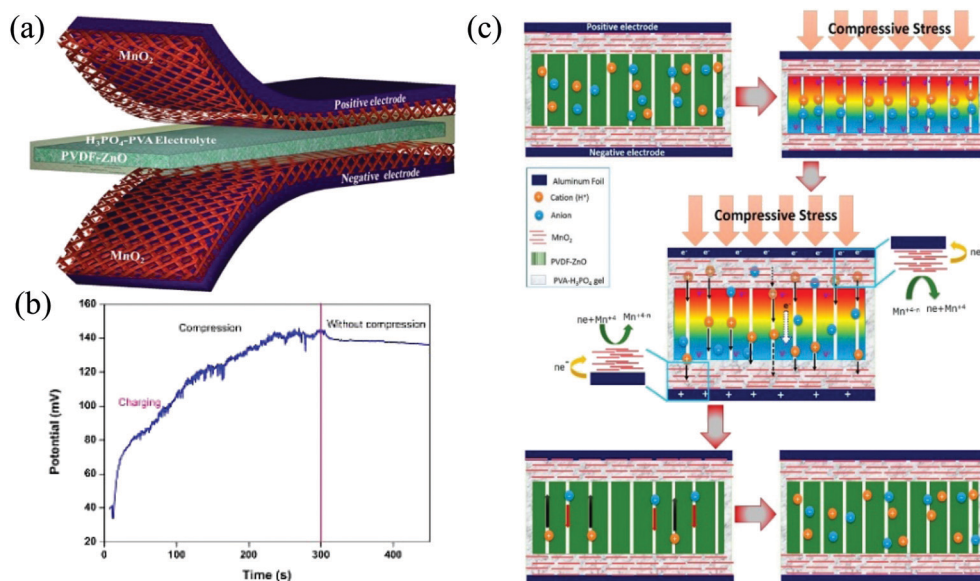 (a)
MnO₂
Positive electrode
H₃PO₄-PVA Electrolyte
PVDF-ZnO
Negative electrode
MnO₂
(b)
160
140
120
100
80
60
40
20
Potential (mV)
Compression
Without compression
Charging
0
100
200
300
400
Time (s)
(c)
Positive electrode
Negative electrode
Compressive Stress
Aluminum Foil
Cation (H⁺)
Anion
MnO₂
PVDF-ZnO
PVA-H₃PO₄ gel
Compressive Stress
e⁻ e⁻ e⁻ e⁻ e⁻ e⁻ e⁻
ne⁻
Mn⁺⁴⁻ⁿ
ne+Mn⁺⁴
ne+Mn⁺⁴
Mn⁺⁴⁻ⁿ
ne⁻
e
+ + + + + + +